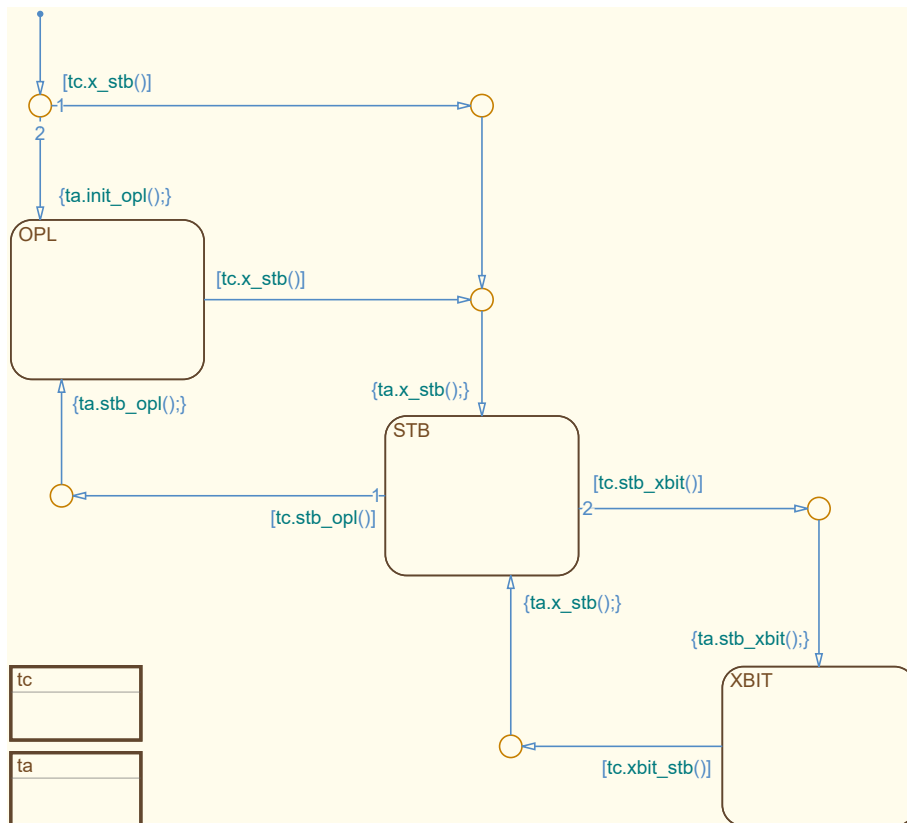 [tc.x_stb()]
1
2
{ta.init_opl();}
OPL
[tc.x_stb()]
{ta.x_stb();}
{ta.stb_opl();}
STB
[tc.stb_xbit()]
1
2
[tc.stb_opl()]
{ta.x_stb();}
{ta.stb_xbit();}
tc
XBIT
ta
[tc.xbit_stb()]